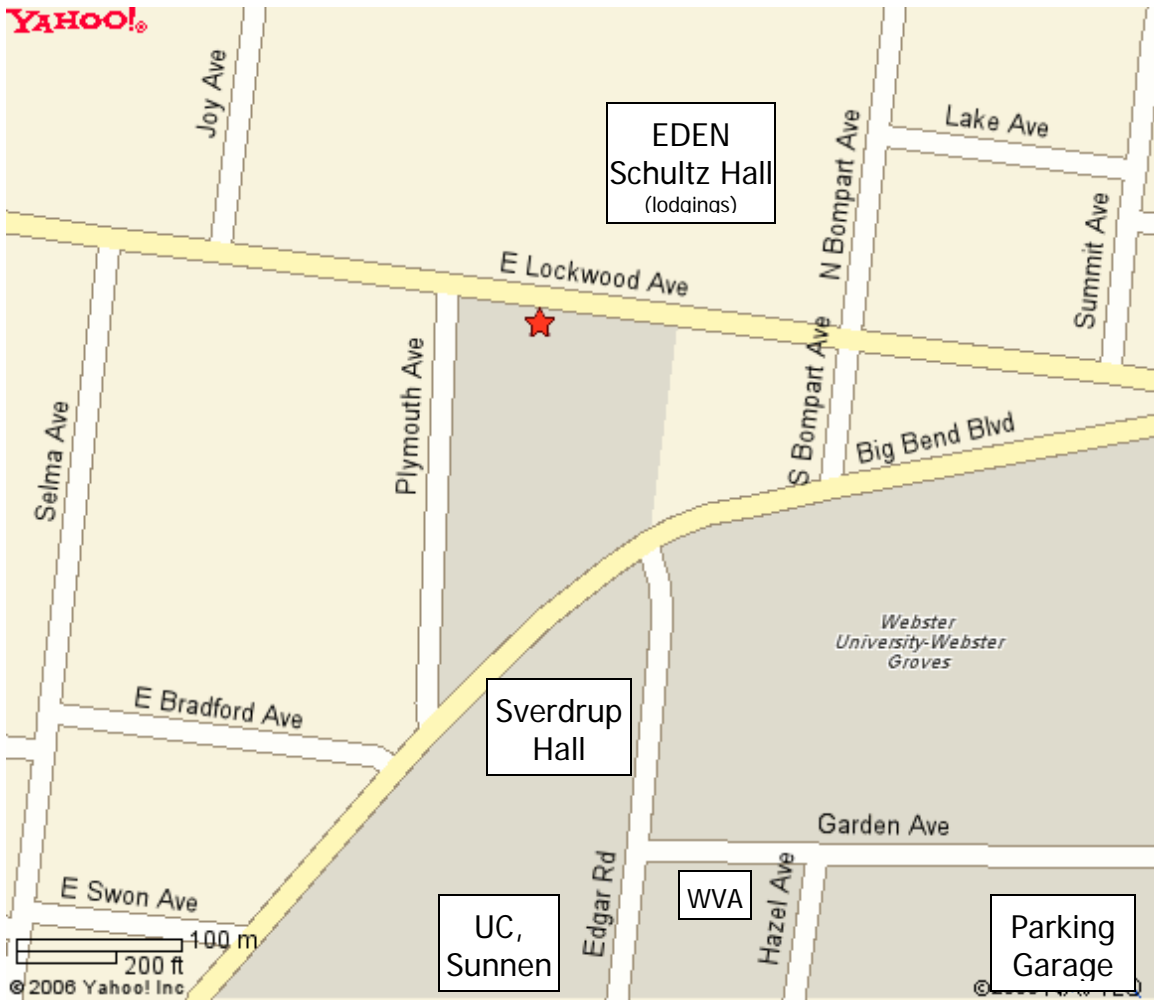 YAHOO!®
Joy Ave
EDEN
Schultz Hall
(lodgings)
N Bompart Ave
Lake Ave
Summit Ave
E Lockwood Ave
Selma Ave
Plymouth Ave
S Bompart Ave
Big Bend Blvd
Webster
University-Webster
Groves
E Bradford Ave
Sverdrup
Hall
Garden Ave
E Swon Ave
UC,
Sunnen
Edgar Rd
WVA
Hazel Ave
Parking
Garage
100 m
200 ft
©2006 Yahoo! Inc
©